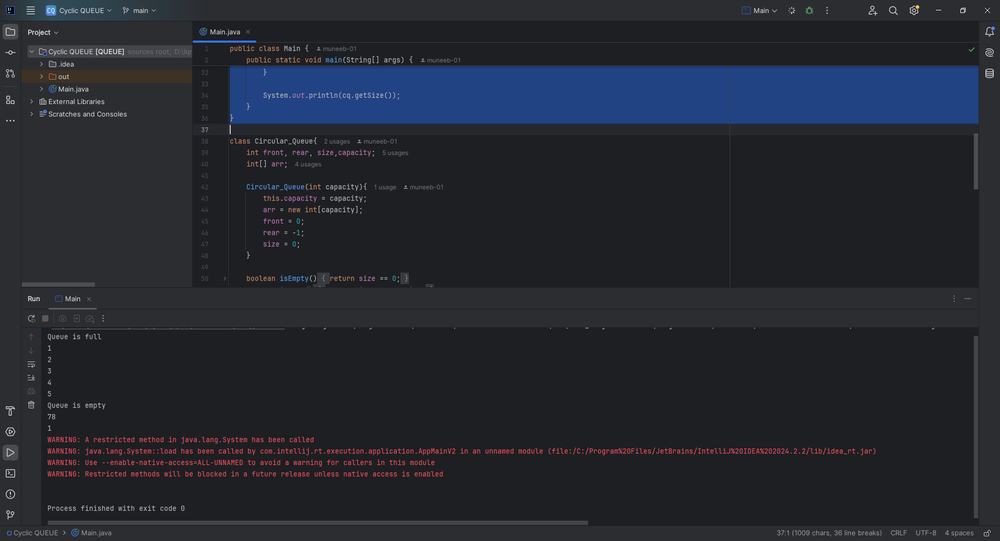 CQ Cyclic QUEUE main Main
Project
Main.java
Cyclic QUEUE [QUEUE] sources root, D:\Iqr
.idea
out
Main.java
External Libraries
Scratches and Consoles
1 public class Main { muneeb-01
2 public static void main(String[] args) { muneeb-01
32 }
33
34 System.out.println(cq.getSize());
35 }
36 }
37
38 class Circular_Queue{ 2 usages muneeb-01
39 int front, rear, size,capacity; 5 usages
40 int[] arr; 4 usages
41
42 Circular_Queue(int capacity){ 1 usage muneeb-01
43 this.capacity = capacity;
44 arr = new int[capacity];
45 front = 0;
46 rear = -1;
47 size = 0;
48 }
49
50 boolean isEmpty() { return size == 0; }
Run Main
Queue is full
1
2
3
4
5
Queue is empty
78
1
WARNING: A restricted method in java.lang.System has been called
WARNING: java.lang.System::load has been called by com.intellij.rt.execution.application.AppMainV2 in an unnamed module (file:/C:/Program%20Files/JetBrains/IntelliJ%20IDEA%202024.2.2/lib/idea_rt.jar)
WARNING: Use --enable-native-access=ALL-UNNAMED to avoid a warning for callers in this module
WARNING: Restricted methods will be blocked in a future release unless native access is enabled
Process finished with exit code 0
Cyclic QUEUE > Main.java
37:1 (1009 chars, 36 line breaks) CRLF UTF-8 4 spaces